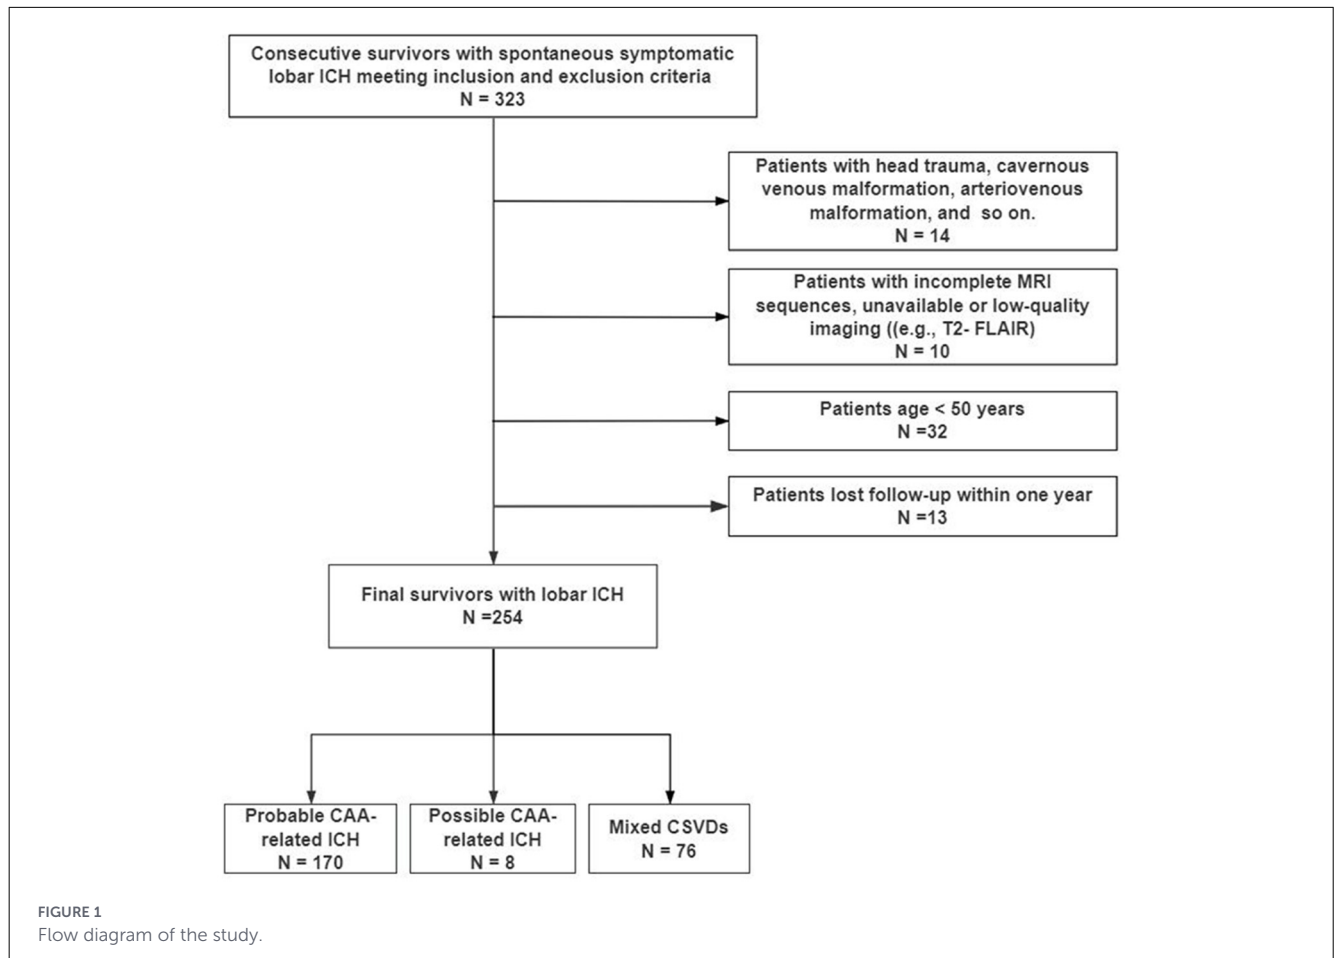 Consecutive survivors with spontaneous symptomatic
lobar ICH meeting inclusion and exclusion criteria
N = 323
Patients with head trauma, cavernous
venous malformation, arteriovenous
malformation, and so on.
N = 14
Patients with incomplete MRI
sequences, unavailable or low-quality
imaging ((e.g., T2- FLAIR)
N = 10
Patients age < 50 years
N =32
Patients lost follow-up within one year
N =13
Final survivors with lobar ICH
N =254
Probable CAA-
related ICH
N = 170
Possible CAA-
related ICH
N = 8
Mixed CSVDs
N = 76
FIGURE 1
Flow diagram of the study.